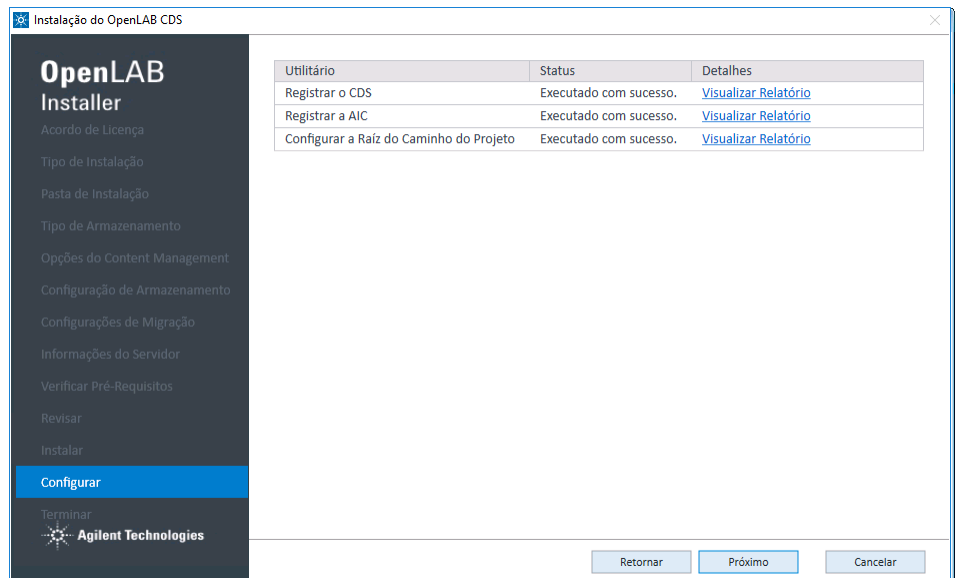 Instalação do OpenLAB CDS
OpenLAB
Installer
Acordo de Licença
Tipo de Instalação
Pasta de Instalação
Tipo de Armazenamento
Opções do Content Management
Configuração de Armazenamento
Configurações de Migração
Informações do Servidor
Verificar Pré-Requisitos
Revisar
Instalar
Configurar
Terminar
Agilent Technologies
Utilitário Status Detalhes
Registrar o CDS Executado com sucesso. Visualizar Relatório
Registrar a AIC Executado com sucesso. Visualizar Relatório
Configurar a Raíz do Caminho do Projeto Executado com sucesso. Visualizar Relatório
Retornar Próximo Cancelar